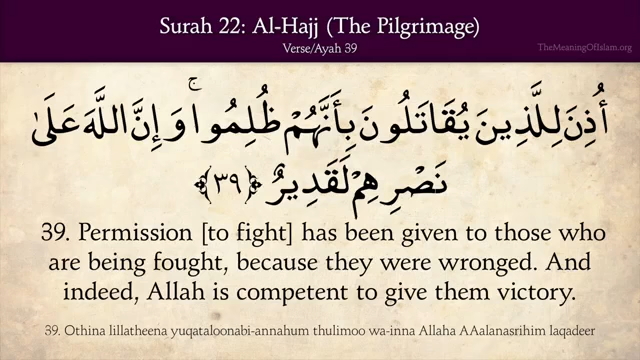 Surah 22: Al-Hajj (The Pilgrimage)
Verse/Ayah 39
TheMeaningOfIslam.org
أُذِنَ لِلَّذِينَ يُقَاتَلُونَ بِأَنَّهُمْ ظُلِمُوا ۚ وَإِنَّ اللَّهَ عَلَىٰ
نَصْرِهِمْ لَقَدِيرٌ ﴿٣٩﴾
39. Permission [to fight] has been given to those who
are being fought, because they were wronged. And
indeed, Allah is competent to give them victory.
39. Othina lillatheena yuqataloonabi-annahum thulimoo wa-inna Allaha AAalanasrihim laqadeer